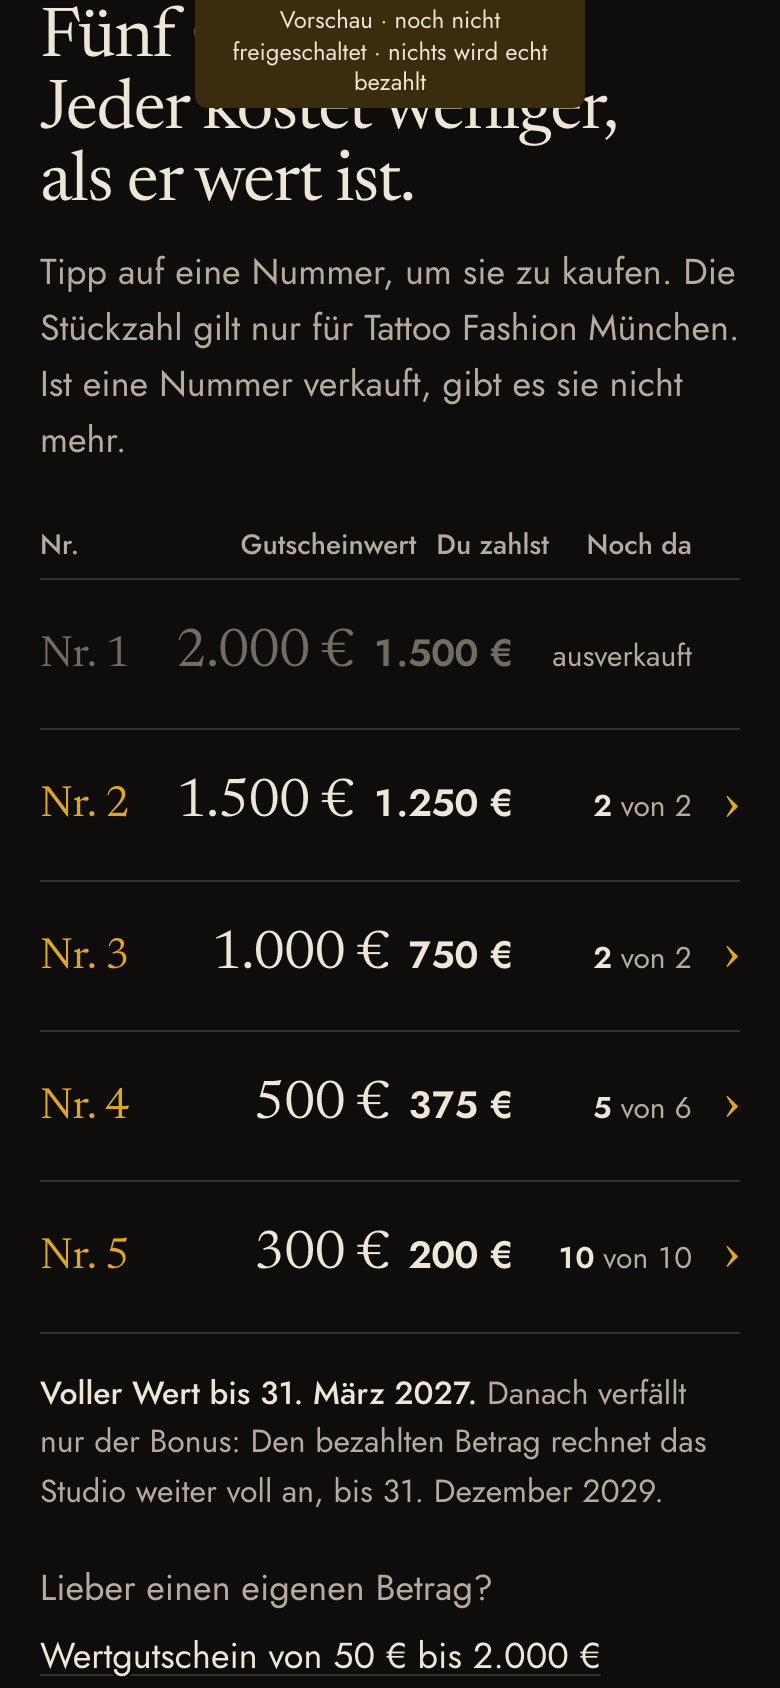 Fünf
Vorschau · noch nicht
freigeschaltet · nichts wird echt
bezahlt
Jeder kostet weniger,
als er wert ist.
Tipp auf eine Nummer, um sie zu kaufen. Die
Stückzahl gilt nur für Tattoo Fashion München.
Ist eine Nummer verkauft, gibt es sie nicht
mehr.
Nr. Gutscheinwert Du zahlst Noch da
Nr. 1 2.000 € 1.500 € ausverkauft
Nr. 2 1.500 € 1.250 € 2 von 2 ›
Nr. 3 1.000 € 750 € 2 von 2 ›
Nr. 4 500 € 375 € 5 von 6 ›
Nr. 5 300 € 200 € 10 von 10 ›
Voller Wert bis 31. März 2027. Danach verfällt
nur der Bonus: Den bezahlten Betrag rechnet das
Studio weiter voll an, bis 31. Dezember 2029.
Lieber einen eigenen Betrag?
Wertgutschein von 50 € bis 2.000 €